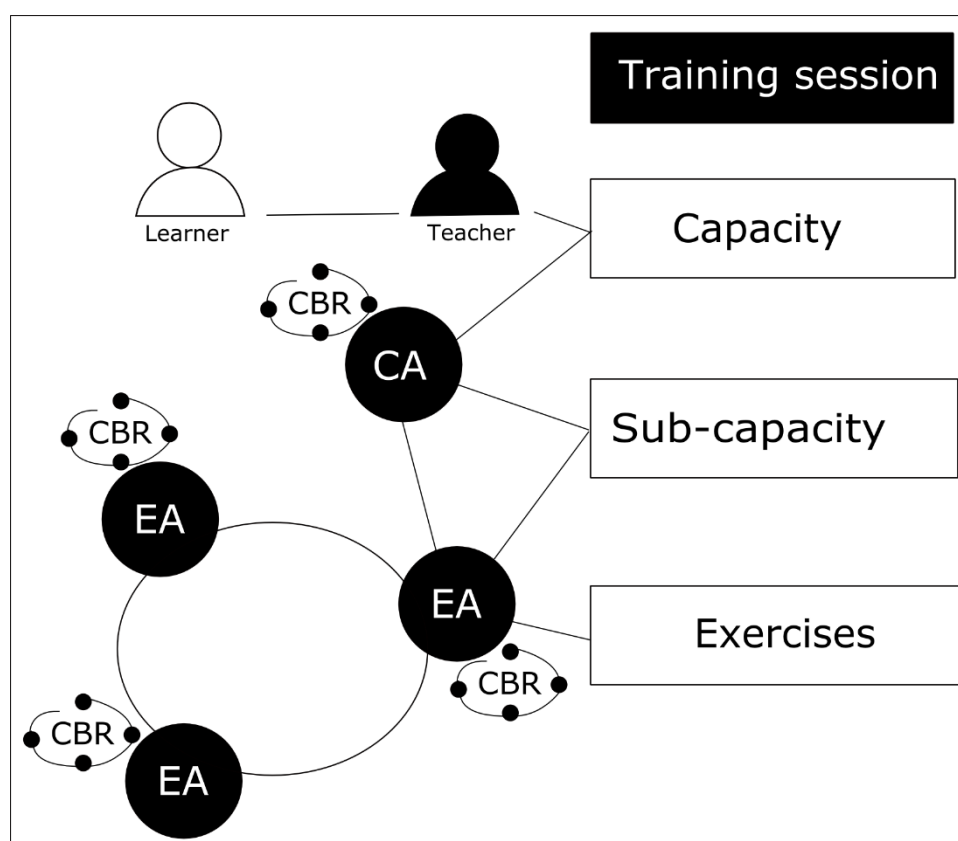 Training session
Learner
Teacher
Capacity
CBR
CA
CBR
Sub-capacity
EA
EA
Exercises
CBR
CBR
EA